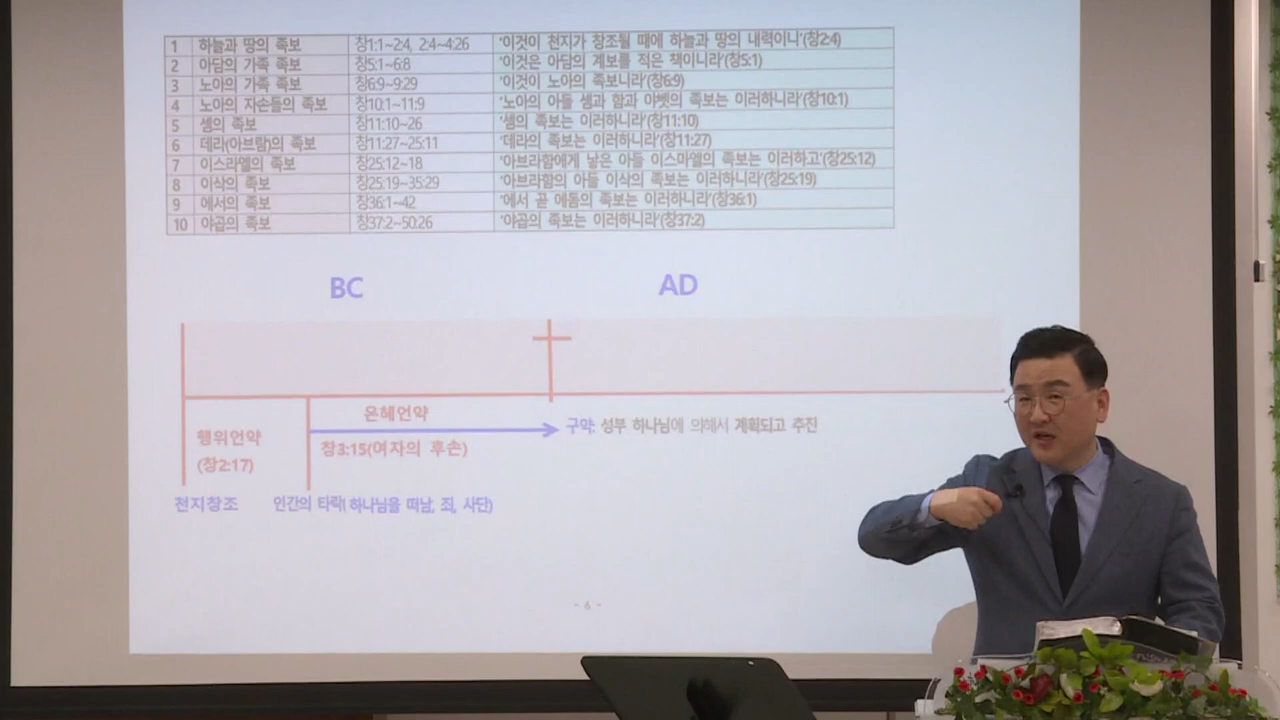 1 하늘과 땅의 족보 창1:1~2:4, 2:4~4:26 '이것이 천지가 창조될 때에 하늘과 땅의 내력이니'(창2:4)
2 아담의 가족 족보 창5:1~6:8 '이것은 아담의 계보를 적은 책이니라'(창5:1)
3 노아의 가족 족보 창6:9~9:29 '이것이 노아의 족보니라'(창6:9)
4 노아의 자손들의 족보 창10:1~11:9 '노아의 아들 셈과 함과 야벳의 족보는 이러하니라'(창10:1)
5 셈의 족보 창11:10~26 '셈의 족보는 이러하니라'(창11:10)
6 데라(아브람)의 족보 창11:27~25:11 '데라의 족보는 이러하니라'(창11:27)
7 이스라엘의 족보 창25:12~18 '아브라함에게 낳은 아들 이스마엘의 족보는 이러하고'(창25:12)
8 이삭의 족보 창25:19~35:29 '아브라함의 아들 이삭의 족보는 이러하니라'(창25:19)
9 에서의 족보 창36:1~42 '에서 곧 에돔의 족보는 이러하니라'(창36:1)
10 야곱의 족보 창37:2~50:26 '야곱의 족보는 이러하니라'(창37:2)
BC AD
은혜언약
구약: 성부 하나님에 의해서 계획되고 추진
행위언약
창3:15(여자의 후손)
(창2:17)
천지창조 인간의 타락( 하나님을 떠남, 죄, 사단)
- 6 -